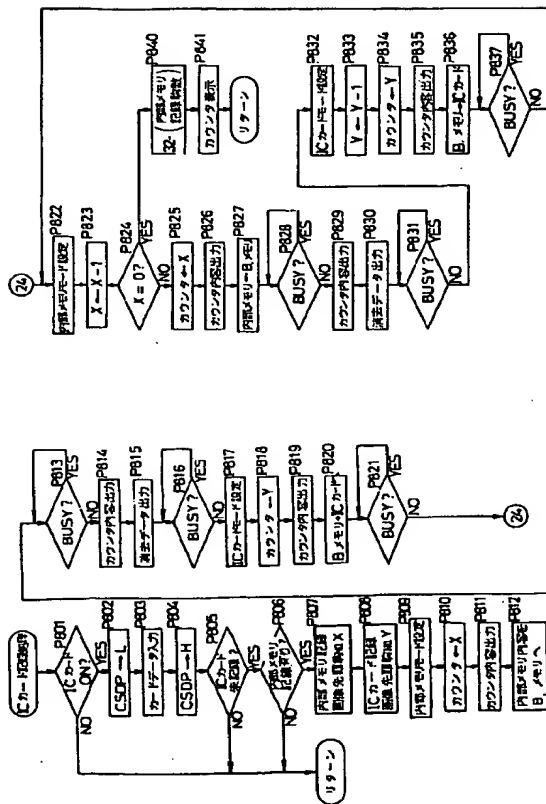 ICカード記録順序
P801
ICカード
ON?
NO
YES
P802
CSDP→L
P803
カードデータ入力
P804
CSDP→H
P805
ICカード
未記録?
NO
YES
P806
内部メモリ
記録有り?
NO
YES
リターン
P807
内部メモリ記録
画像先頭駒No X
P808
ICカード記録
画像先頭駒No Y
P809
内部メモリモード設定
P810
カウンタ←X
P811
カウンタ内容出力
P812
内部メモリ内容を
B.メモリへ
P813
BUSY?
YES
NO
P814
カウンタ内容出力
P815
消去データ出力
P816
BUSY?
YES
NO
P817
ICカードモード設定
P818
カウンタ←Y
P819
カウンタ内容出力
P820
B.メモリ→ICカード
P821
BUSY?
YES
NO
24
24
P822
内部メモリモード設定
P823
X←X-1
P824
X=0?
YES
NO
P825
カウンタ←X
P826
カウンタ内容出力
P827
内部メモリ→B.メモリ
P828
BUSY?
YES
NO
P829
カウンタ内容出力
P830
消去データ出力
P831
BUSY?
YES
NO
P840
32-(内部メモリ
記録駒数)
P841
カウンタ表示
リターン
P832
ICカードモード設定
P833
Y←Y-1
P834
カウンタ←Y
P835
カウンタ内容出力
P836
B.メモリ→ICカード
P837
BUSY?
YES
NO